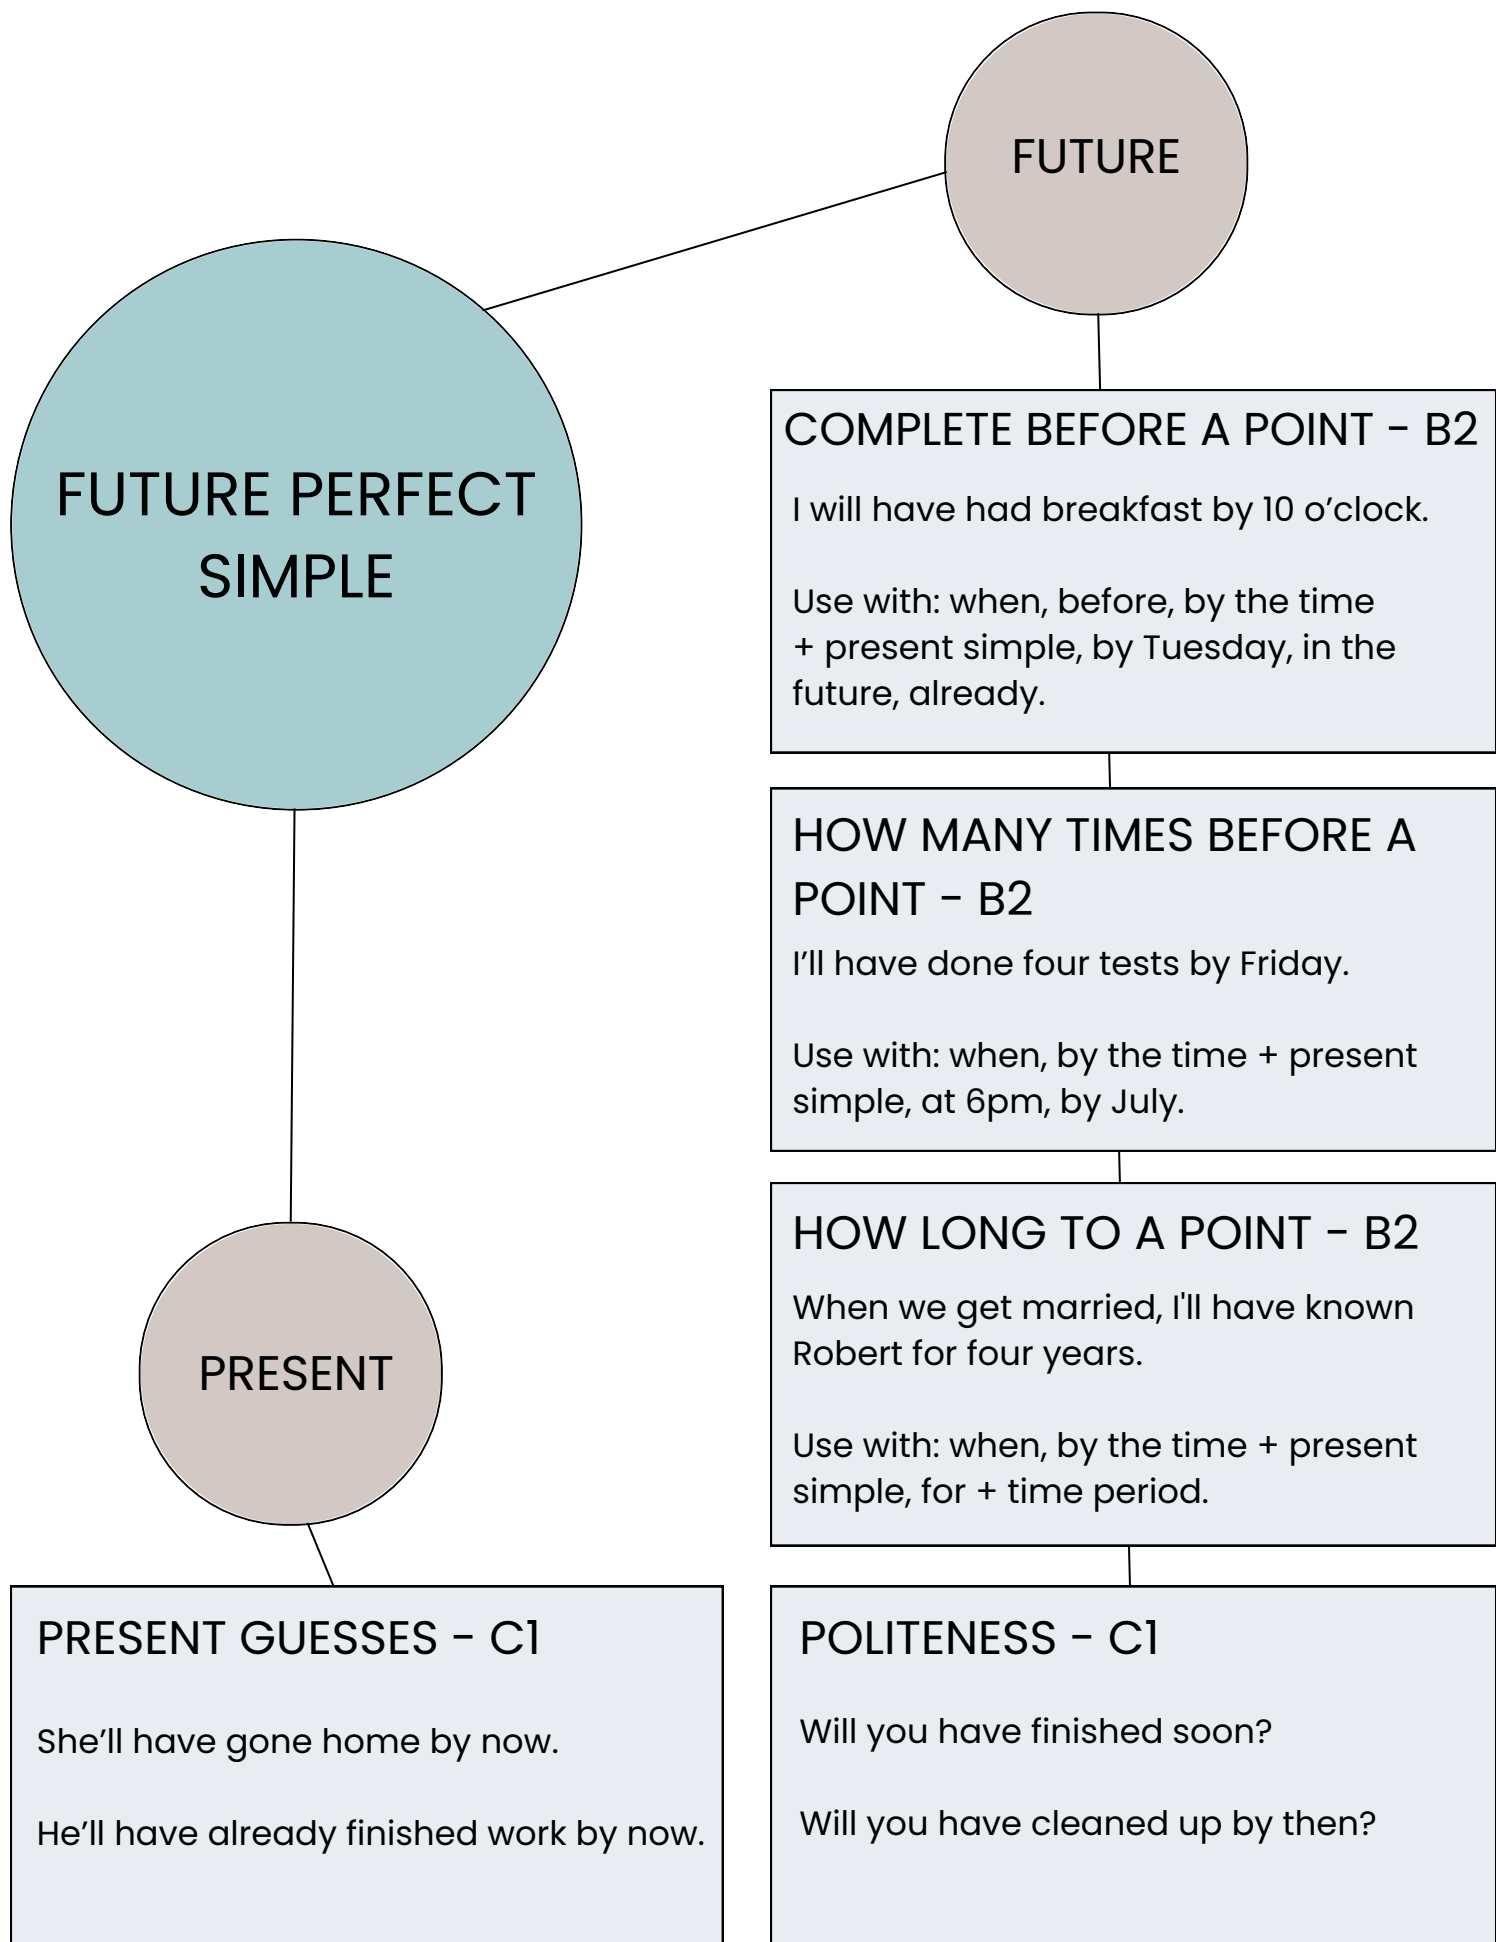 FUTURE
FUTURE PERFECT
SIMPLE
COMPLETE BEFORE A POINT - B2
I will have had breakfast by 10 o’clock.
Use with: when, before, by the time
+ present simple, by Tuesday, in the
future, already.
HOW MANY TIMES BEFORE A
POINT - B2
I’ll have done four tests by Friday.
Use with: when, by the time + present
simple, at 6pm, by July.
HOW LONG TO A POINT - B2
When we get married, I'll have known
Robert for four years.
Use with: when, by the time + present
simple, for + time period.
PRESENT
PRESENT GUESSES - C1
She’ll have gone home by now.
He’ll have already finished work by now.
POLITENESS - C1
Will you have finished soon?
Will you have cleaned up by then?